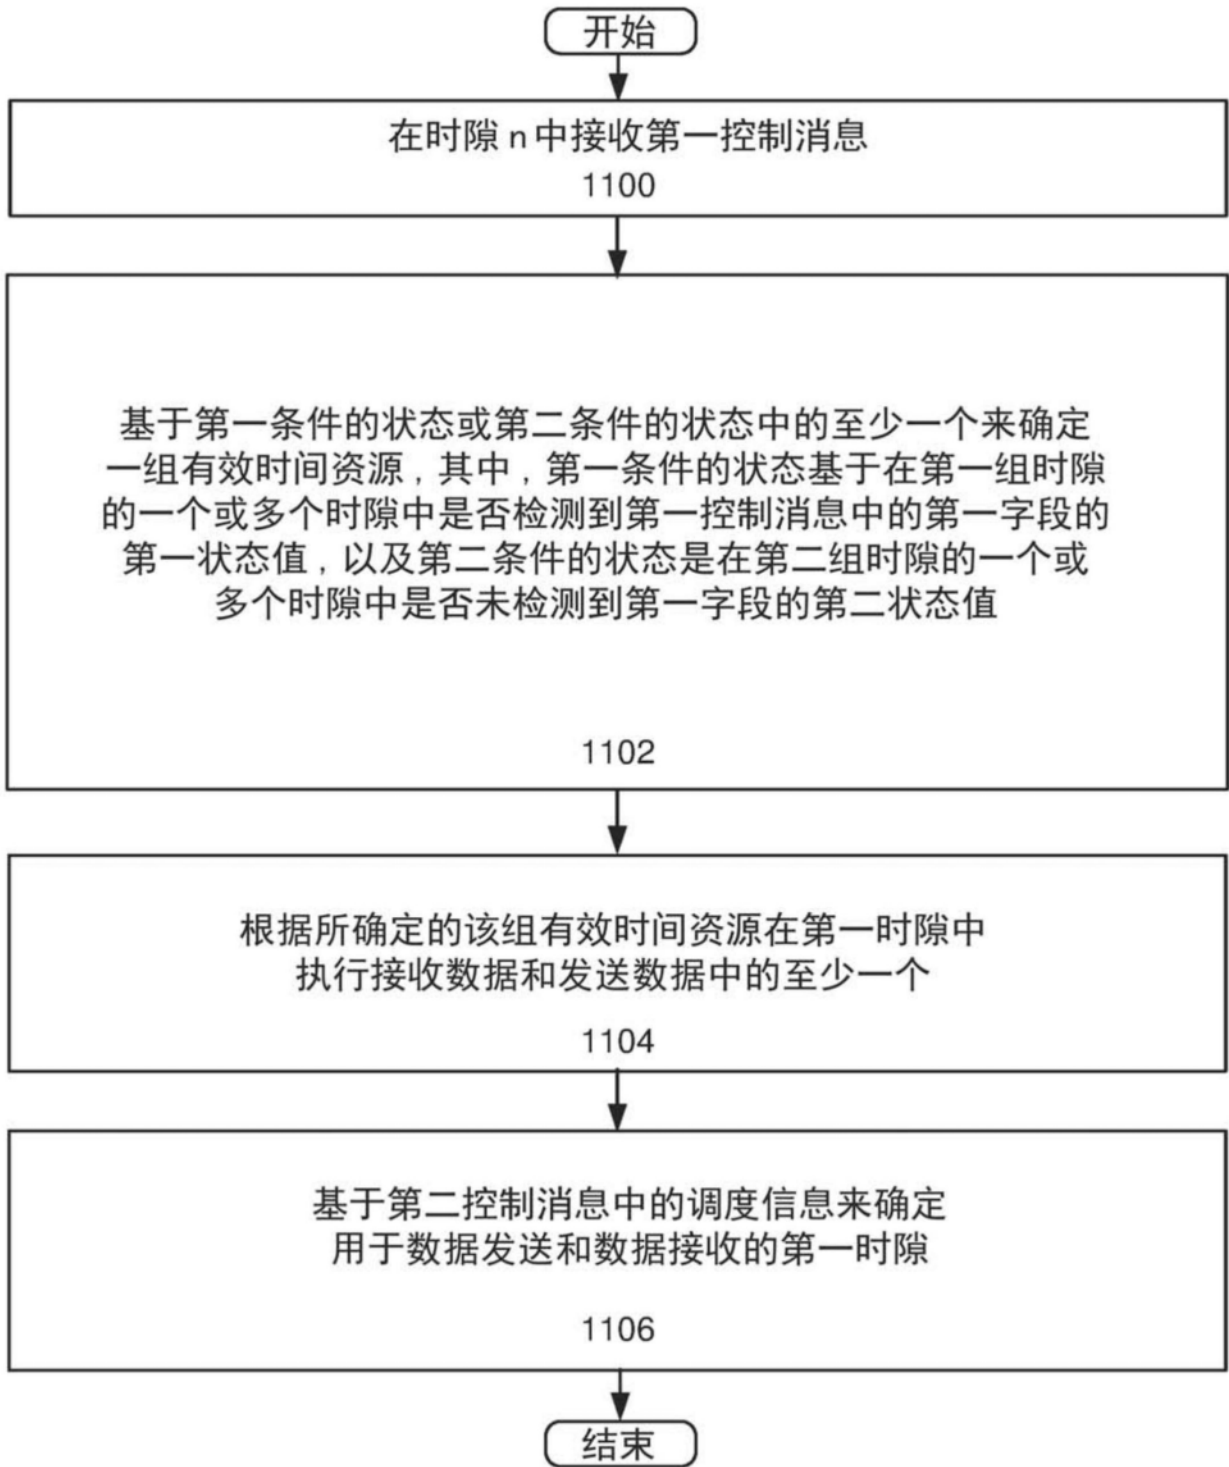 开始
在时隙 n 中接收第一控制消息
1100
基于第一条件的状态或第二条件的状态中的至少一个来确定
一组有效时间资源，其中，第一条件的状态基于在第一组时隙
的一个或多个时隙中是否检测到第一控制消息中的第一字段的
第一状态值，以及第二条件的状态是在第二组时隙的一个或
多个时隙中是否未检测到第一字段的第二状态值
1102
根据所确定的该组有效时间资源在第一时隙中
执行接收数据和发送数据中的至少一个
1104
基于第二控制消息中的调度信息来确定
用于数据发送和数据接收的第一时隙
1106
结束